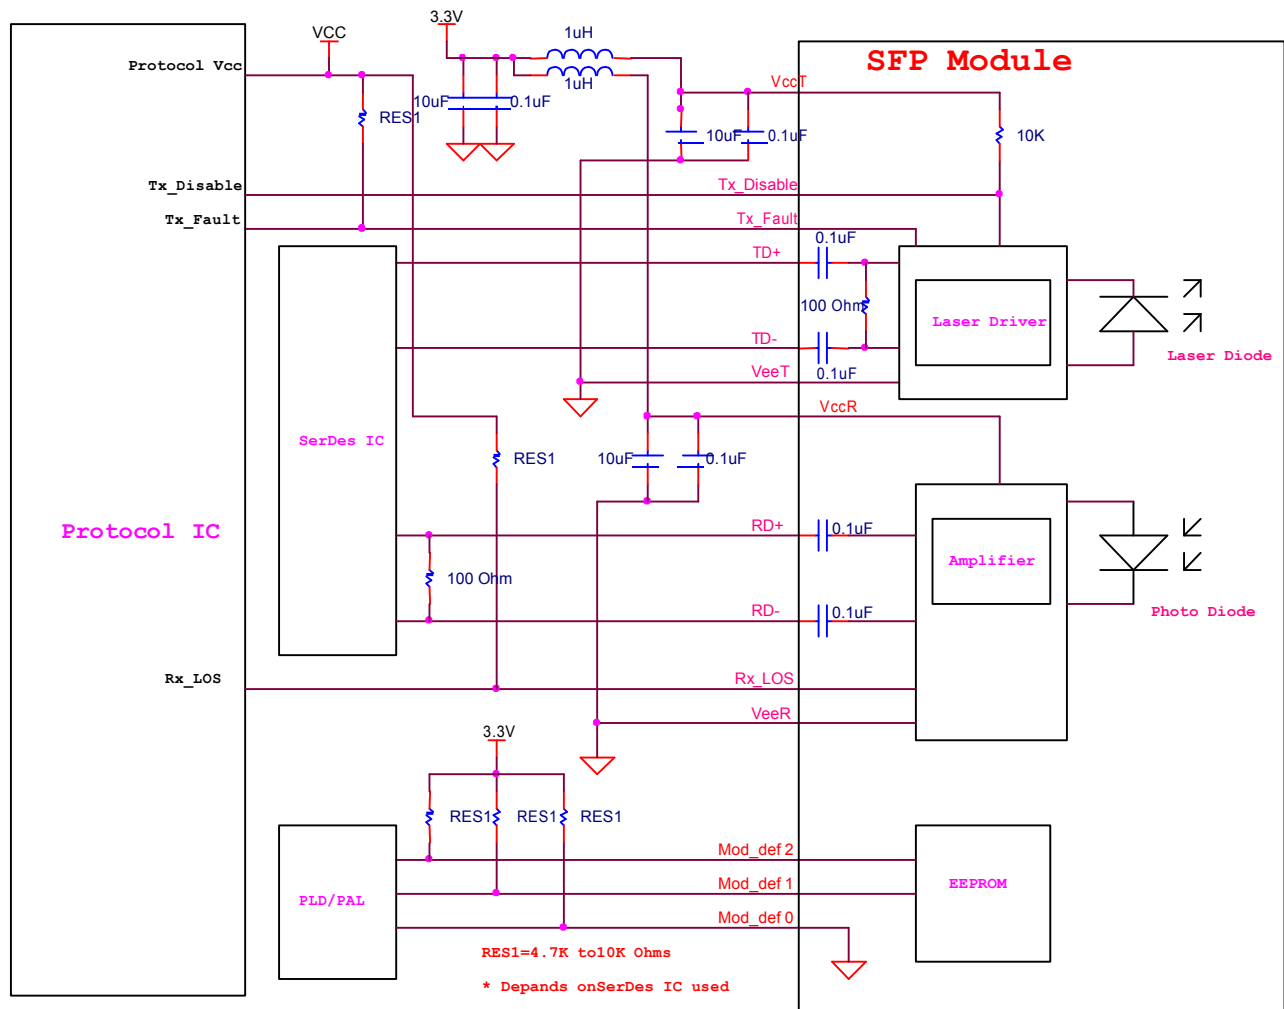 3.3V
VCC
1uH
SFP Module
Protocol Vcc
1uH
VccT
10uF
0.1uF
RES1
10uF
0.1uF
10K
Tx_Disable
Tx_Disable
Tx_Fault
Tx_Fault
0.1uF
TD+
100 Ohm
Laser Driver
TD-
Laser Diode
VeeT
0.1uF
VccR
SerDes IC
RES1
10uF
0.1uF
Protocol IC
RD+
0.1uF
Amplifier
100 Ohm
RD-
0.1uF
Photo Diode
Rx_LOS
Rx_LOS
VeeR
3.3V
RES1
RES1
RES1
Mod_def 2
Mod_def 1
EEPROM
PLD/PAL
Mod_def 0
RES1=4.7K to10K Ohms
* Depands onSerDes IC used